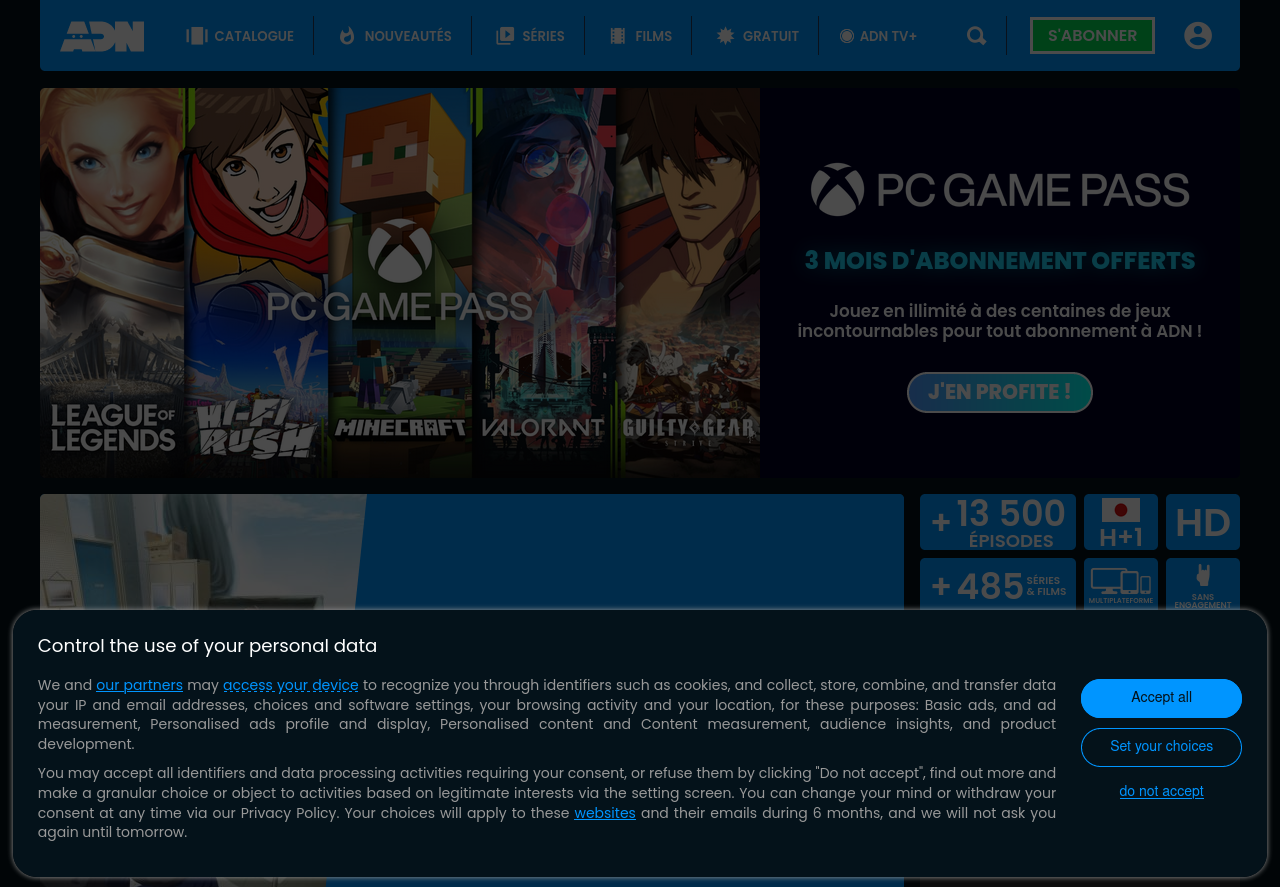 ADN CATALOGUE NOUVEAUTÉS SÉRIES FILMS GRATUIT ADN TV+ S'ABONNER
PC GAME PASS
PC GAME PASS
3 MOIS D'ABONNEMENT OFFERTS
Jouez en illimité à des centaines de jeux
incontournables pour tout abonnement à ADN !
J'EN PROFITE !
LEAGUE OF
LEGENDS
HI-FI
RUSH
MINECRAFT
VALORANT
GUILTY GEAR
STRIVE
+ 13 500
ÉPISODES
H+1
HD
+ 485 SÉRIES
& FILMS
MULTIPLATEFORME
SANS
ENGAGEMENT
Control the use of your personal data
We and our partners may access your device to recognize you through identifiers such as cookies, and collect, store, combine, and transfer data
your IP and email addresses, choices and software settings, your browsing activity and your location, for these purposes: Basic ads, and ad
measurement, Personalised ads profile and display, Personalised content and Content measurement, audience insights, and product
development.
You may accept all identifiers and data processing activities requiring your consent, or refuse them by clicking "Do not accept", find out more and
make a granular choice or object to activities based on legitimate interests via the setting screen. You can change your mind or withdraw your
consent at any time via our Privacy Policy. Your choices will apply to these websites and their emails during 6 months, and we will not ask you
again until tomorrow.
Accept all
Set your choices
do not accept